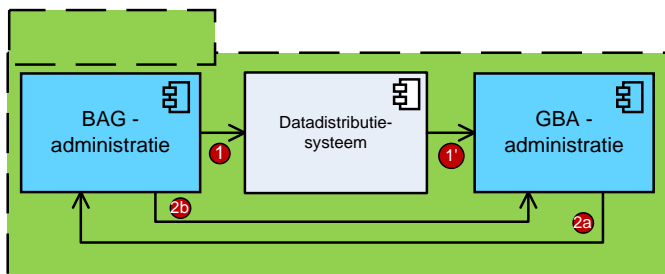 BAG -
administratie
Datadistributie-
systeem
GBA -
administratie
1
1'
2b
2a